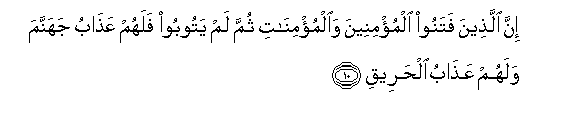 إِنَّ ٱلَّذِينَ فَتَنُوا۟ ٱلْمُؤْمِنِينَ وَٱلْمُؤْمِنَـٰتِ ثُمَّ لَمْ يَتُوبُوا۟ فَلَهُمْ عَذَابُ جَهَنَّمَ
وَلَهُمْ عَذَابُ ٱلْحَرِيقِ ١٠